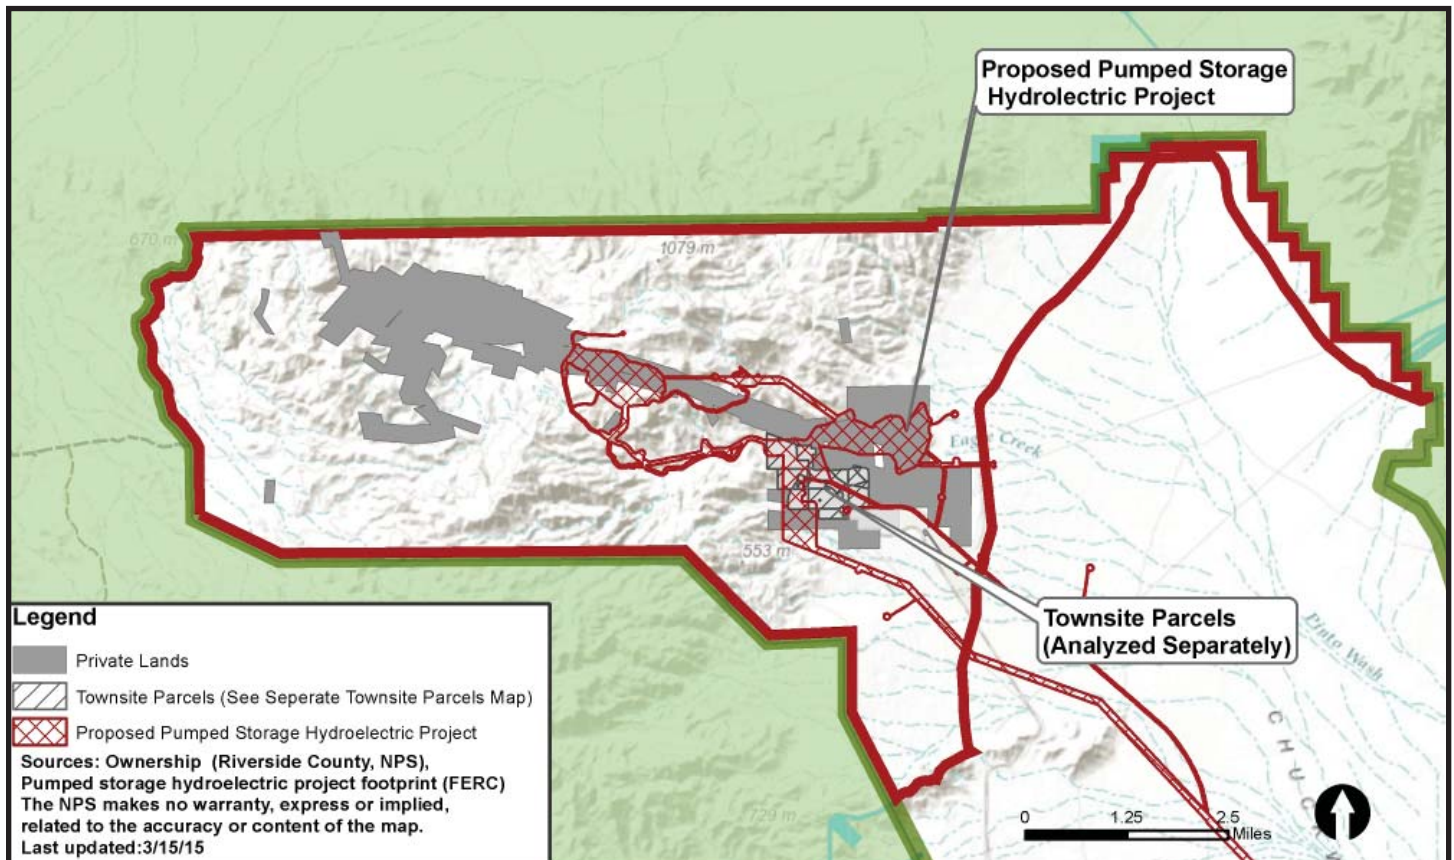 Proposed Pumped Storage
Hydrolectric Project
670 m
1079 m
Eagle Creek
553 m
Townsite Parcels
(Analyzed Separately)
Pinto Wash
C H U C
729 m
Legend
Private Lands
Townsite Parcels (See Seperate Townsite Parcels Map)
Proposed Pumped Storage Hydroelectric Project
Sources: Ownership (Riverside County, NPS),
Pumped storage hydroelectric project footprint (FERC)
The NPS makes no warranty, express or implied,
related to the accuracy or content of the map.
Last updated:3/15/15
0 1.25 2.5
Miles